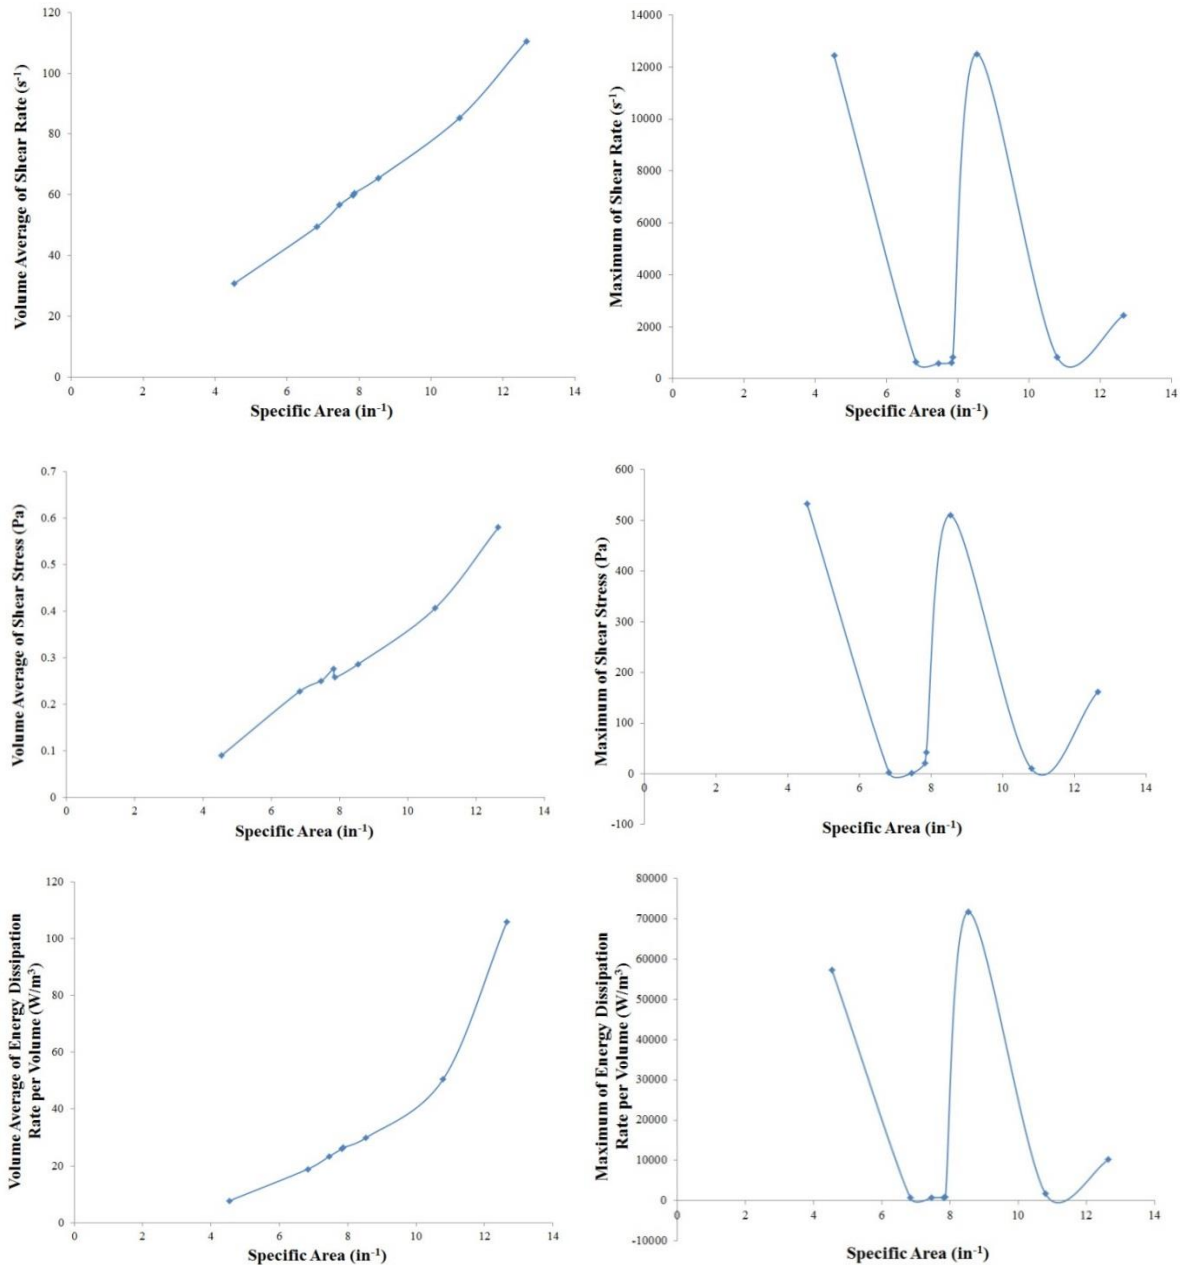 Volume Average of Shear Rate (s⁻¹)
120
100
80
60
40
20
0
0 2 4 6 8 10 12 14
Specific Area (in⁻¹)
Maximum of Shear Rate (s⁻¹)
14000
12000
10000
8000
6000
4000
2000
0
0 2 4 6 8 10 12 14
Specific Area (in⁻¹)
Volume Average of Shear Stress (Pa)
0.7
0.6
0.5
0.4
0.3
0.2
0.1
0
0 2 4 6 8 10 12 14
Specific Area (in⁻¹)
Maximum of Shear Stress (Pa)
600
500
400
300
200
100
0
-100
0 2 4 6 8 10 12 14
Specific Area (in⁻¹)
Volume Average of Energy Dissipation
Rate per Volume (W/m³)
120
100
80
60
40
20
0
0 2 4 6 8 10 12 14
Specific Area (in⁻¹)
Maximum of Energy Dissipation
Rate per Volume (W/m³)
80000
70000
60000
50000
40000
30000
20000
10000
0
-10000
0 2 4 6 8 10 12 14
Specific Area (in⁻¹)